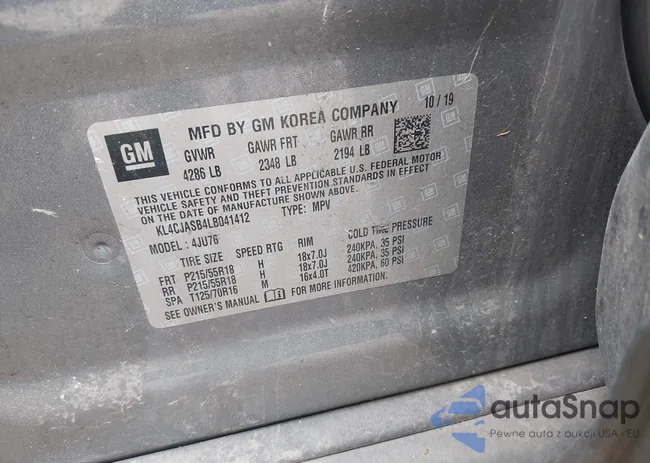 GM
MFD BY GM KOREA COMPANY 10/19
GVWR GAWR FRT GAWR RR
4286 LB 2348 LB 2194 LB
THIS VEHICLE CONFORMS TO ALL APPLICABLE U.S. FEDERAL MOTOR
VEHICLE SAFETY AND THEFT PREVENTION STANDARDS IN EFFECT
ON THE DATE OF MANUFACTURE SHOWN ABOVE.
KL4CJASB4LB041412 TYPE: MPV
MODEL: 4JU76
TIRE SIZE SPEED RTG RIM COLD TIRE PRESSURE
FRT P215/55R18 H 18x7.0J 240KPA, 35 PSI
RR P215/55R18 H 18x7.0J 240KPA, 35 PSI
SPA T125/70R16 M 16x4.0T 420KPA, 60 PSI
SEE OWNER'S MANUAL FOR MORE INFORMATION.
autaSnap
Pewne auta z aukcji USA i EU